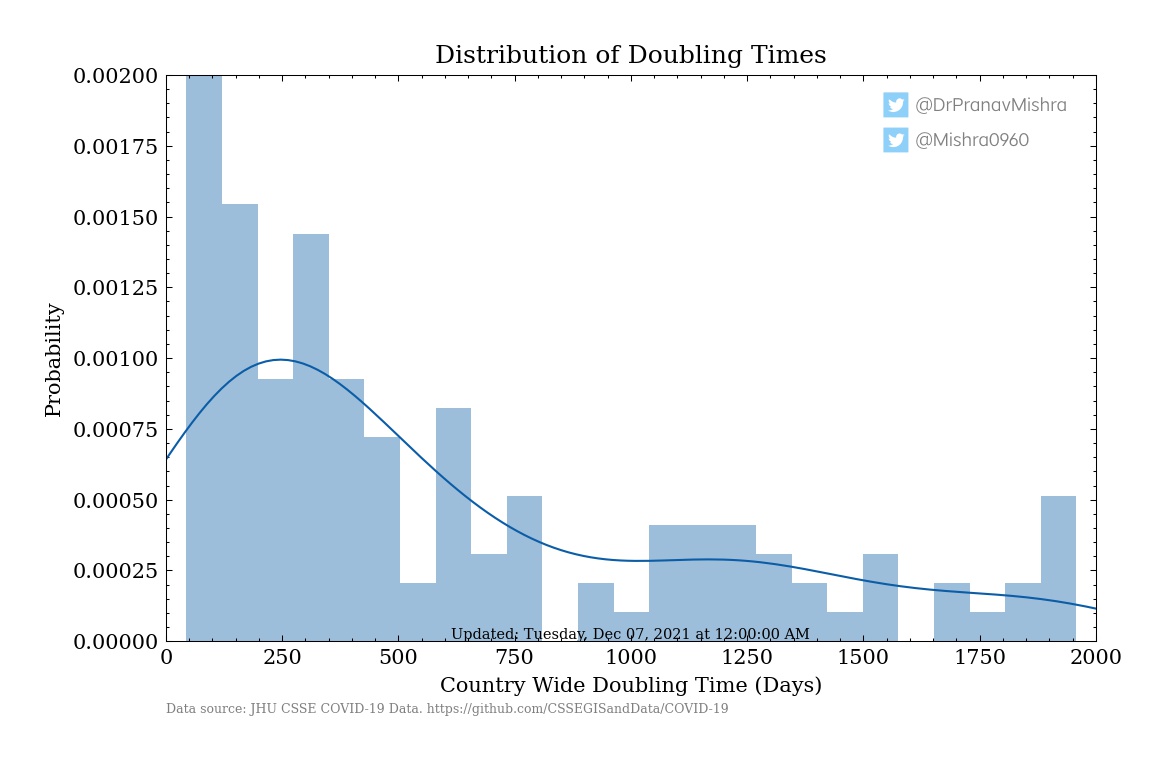 Distribution of Doubling Times
0.00200
0.00175
0.00150
0.00125
0.00100
0.00075
0.00050
0.00025
0.00000
Probability
@DrPranavMishra
@Mishra0960
Updated: Tuesday, Dec 07, 2021 at 12:00:00 AM
0 250 500 750 1000 1250 1500 1750 2000
Country Wide Doubling Time (Days)
Data source: JHU CSSE COVID-19 Data. https://github.com/CSSEGISandData/COVID-19